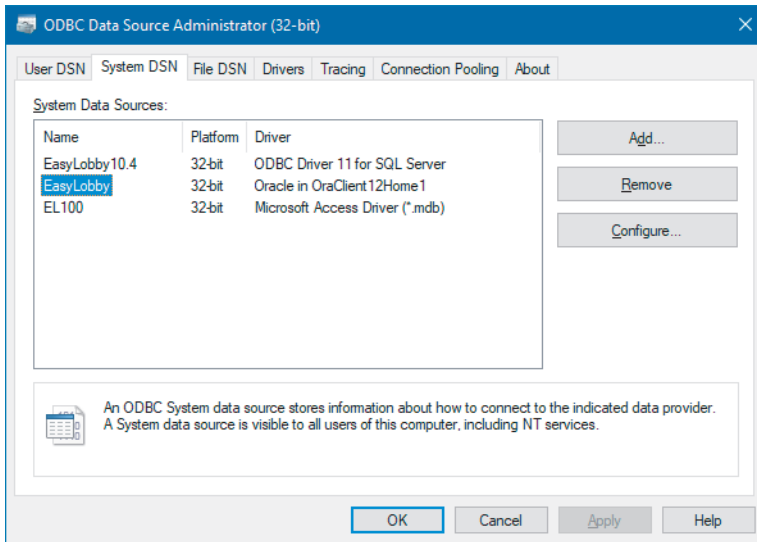 ODBC Data Source Administrator (32-bit)
User DSN System DSN File DSN Drivers Tracing Connection Pooling About
System Data Sources:
Name Platform Driver
EasyLobby10.4 32-bit ODBC Driver 11 for SQL Server
EasyLobby 32-bit Oracle in OraClient12Home1
EL100 32-bit Microsoft Access Driver (*.mdb)
Add...
Remove
Configure...
An ODBC System data source stores information about how to connect to the indicated data provider.
A System data source is visible to all users of this computer, including NT services.
OK Cancel Apply Help